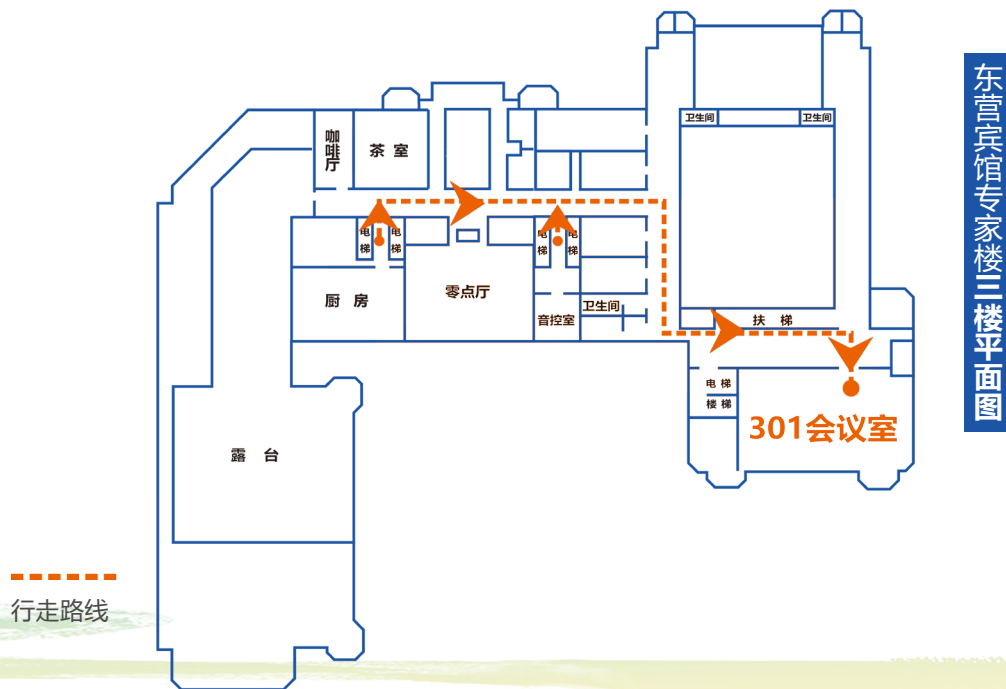 东营宾馆专家楼三楼平面图
卫生间
卫生间
咖啡厅
茶室
电梯
电梯
电梯
电梯
厨房
零点厅
音控室
卫生间
扶梯
电梯
楼梯
301会议室
露台
行走路线